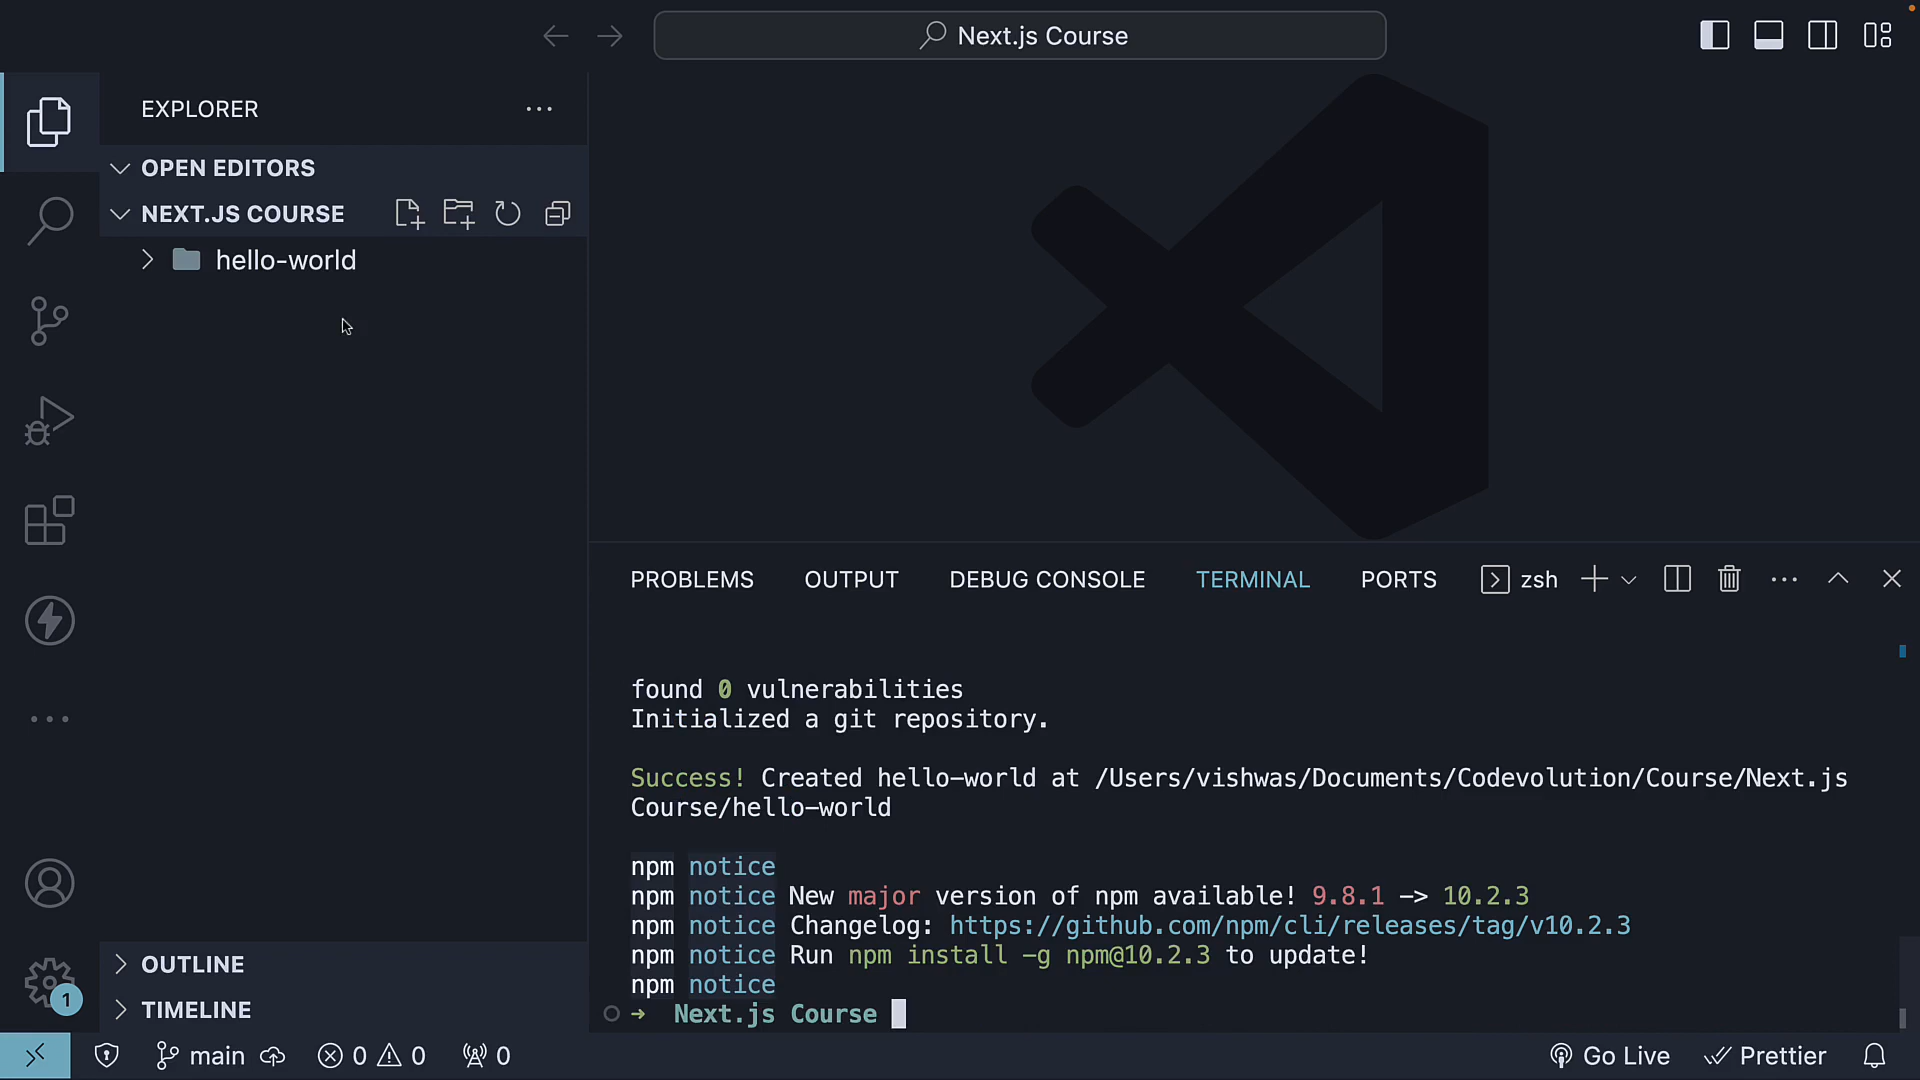 Next.js Course
EXPLORER
OPEN EDITORS
NEXT.JS COURSE
hello-world
PROBLEMS OUTPUT DEBUG CONSOLE TERMINAL PORTS zsh
found 0 vulnerabilities
Initialized a git repository.
Success! Created hello-world at /Users/vishwas/Documents/Codevolution/Course/Next.js
Course/hello-world
npm notice
npm notice New major version of npm available! 9.8.1 -> 10.2.3
npm notice Changelog: https://github.com/npm/cli/releases/tag/v10.2.3
npm notice Run npm install -g npm@10.2.3 to update!
npm notice
➜ Next.js Course
OUTLINE
TIMELINE
1
main 0 0 0 Go Live Prettier